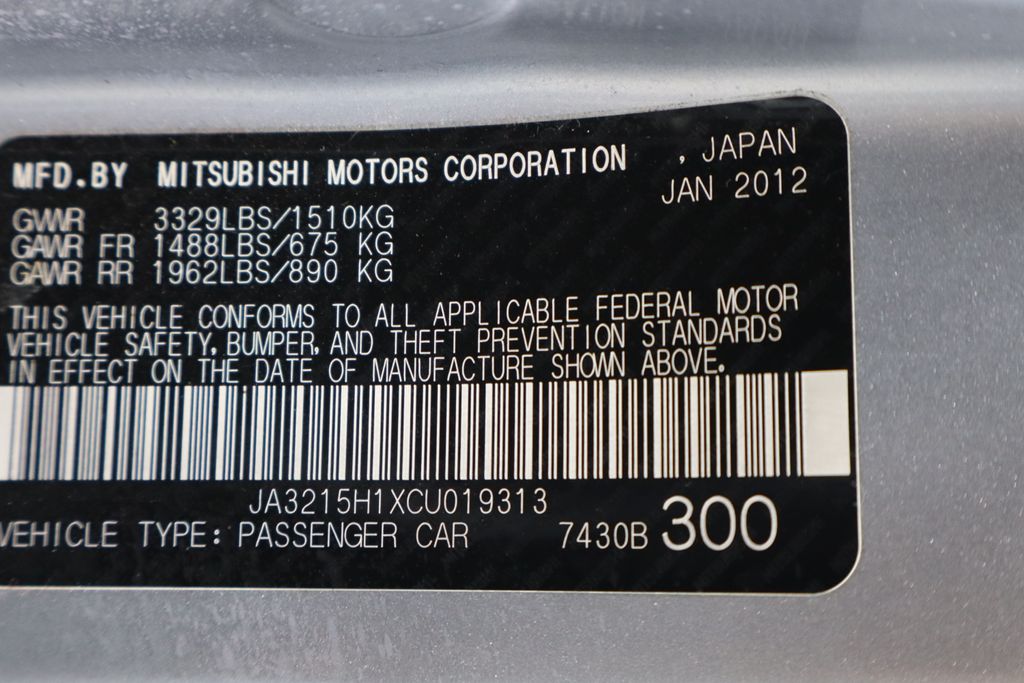 MFD.BY MITSUBISHI MOTORS CORPORATION , JAPAN
JAN 2012
GVWR 3329LBS/1510KG
GAWR FR 1488LBS/675 KG
GAWR RR 1962LBS/890 KG
THIS VEHICLE CONFORMS TO ALL APPLICABLE FEDERAL MOTOR
VEHICLE SAFETY, BUMPER, AND THEFT PREVENTION STANDARDS
IN EFFECT ON THE DATE OF MANUFACTURE SHOWN ABOVE.
JA3215H1XCU019313
VEHICLE TYPE: PASSENGER CAR 7430B 300